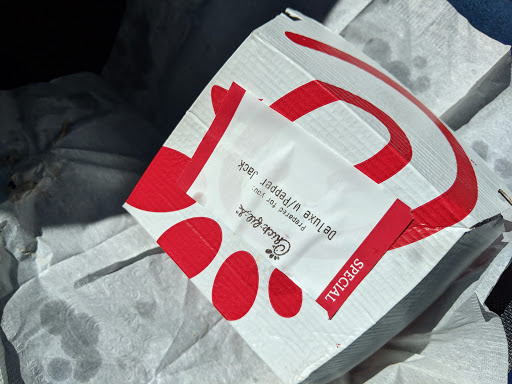 Chick-fil-A
Prepared for you:
Deluxe w/Pepper Jack
SPECIAL